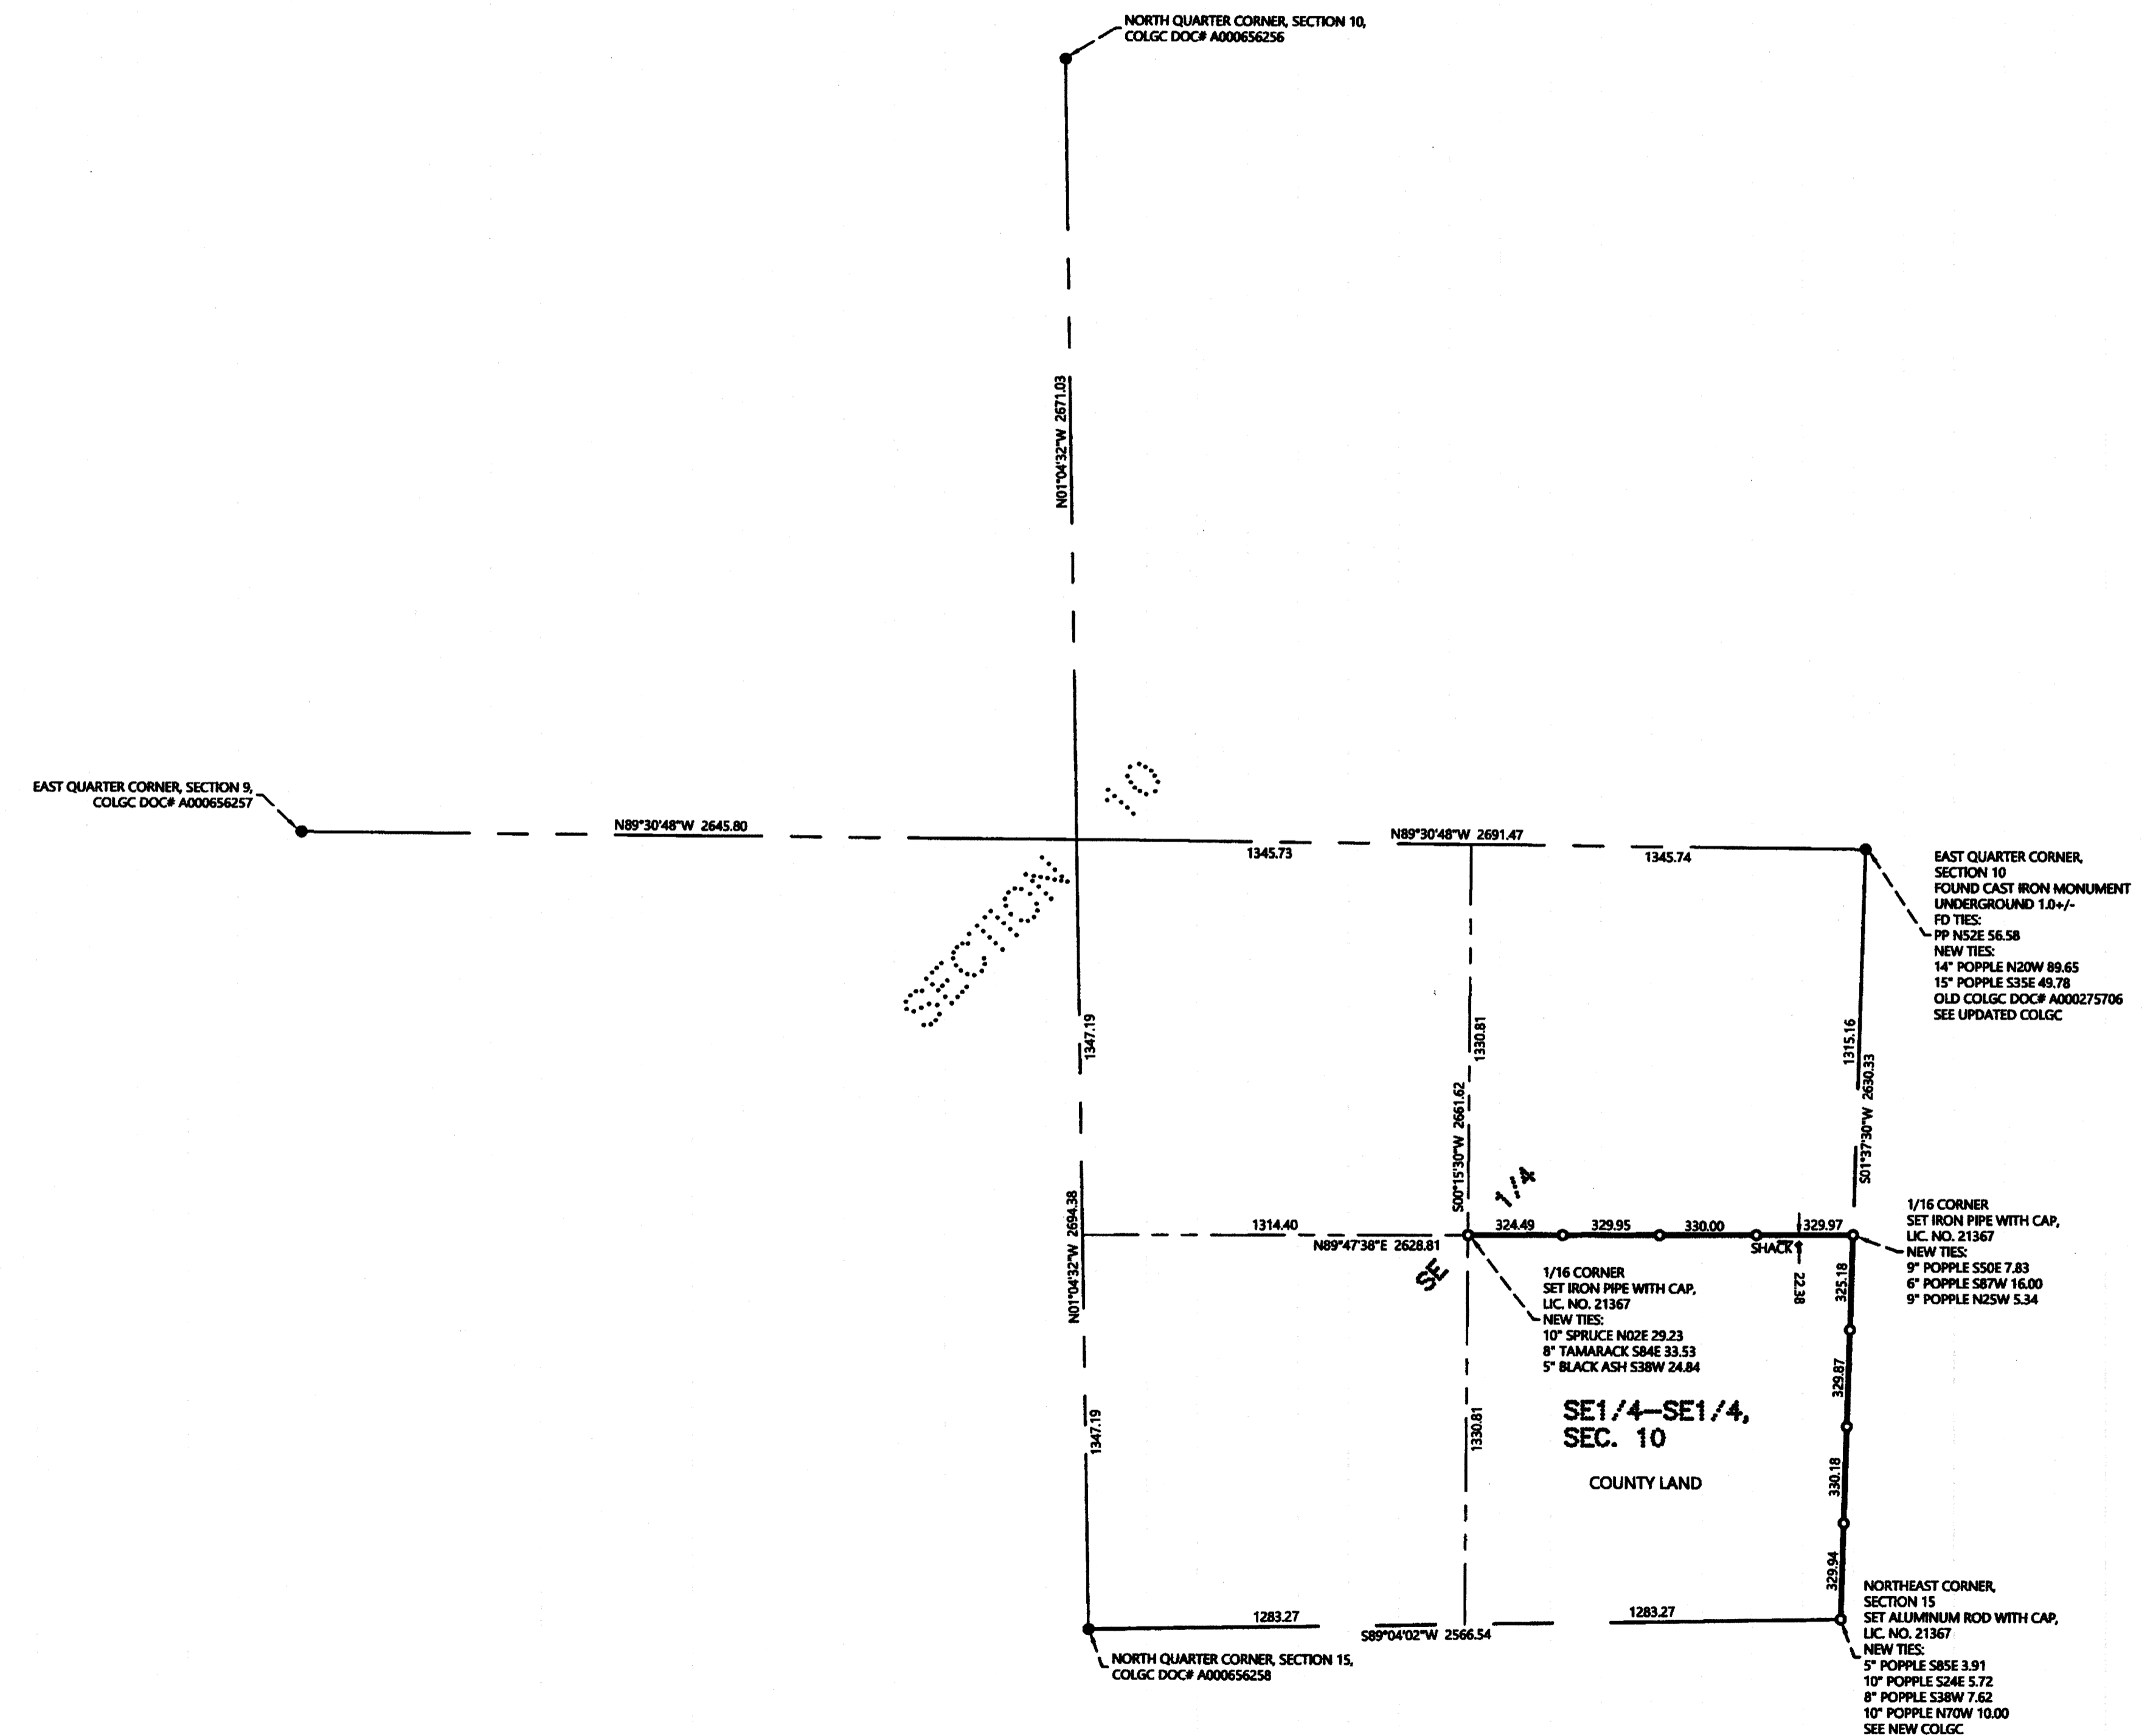 NORTH QUARTER CORNER, SECTION 10,
COLGC DOC# A000656256
N01°04'32"W 2671.03
EAST QUARTER CORNER, SECTION 9,
COLGC DOC# A000656257
N89°30'48"W 2645.80
SECTION 10
N89°30'48"W 2691.47
1345.73
1345.74
EAST QUARTER CORNER,
SECTION 10
FOUND CAST IRON MONUMENT
UNDERGROUND 1.0+/-
FD TIES:
PP N52E 56.58
NEW TIES:
14" POPPLE N20W 89.65
15" POPPLE S35E 49.78
OLD COLGC DOC# A000275706
SEE UPDATED COLGC
1347.19
1330.81
1315.16
S01°37'30"W 2630.33
S00°15'30"W 2661.62
N01°04'32"W 2694.38
SE 1/4
1314.40
N89°47'38"E 2628.81
324.49
329.95
330.00
329.97
SHACK
22.38
1/16 CORNER
SET IRON PIPE WITH CAP,
LIC. NO. 21367
NEW TIES:
9" POPPLE S50E 7.83
6" POPPLE S87W 16.00
9" POPPLE N25W 5.34
1/16 CORNER
SET IRON PIPE WITH CAP,
LIC. NO. 21367
NEW TIES:
10" SPRUCE N02E 29.23
8" TAMARACK S84E 33.53
5" BLACK ASH S38W 24.84
325.18
329.87
330.18
329.94
1347.19
1330.81
SE1/4-SE1/4,
SEC. 10
COUNTY LAND
1283.27
S89°04'02"W 2566.54
1283.27
NORTH QUARTER CORNER, SECTION 15,
COLGC DOC# A000656258
NORTHEAST CORNER,
SECTION 15
SET ALUMINUM ROD WITH CAP,
LIC. NO. 21367
NEW TIES:
5" POPPLE S85E 3.91
10" POPPLE S24E 5.72
8" POPPLE S38W 7.62
10" POPPLE N70W 10.00
SEE NEW COLGC